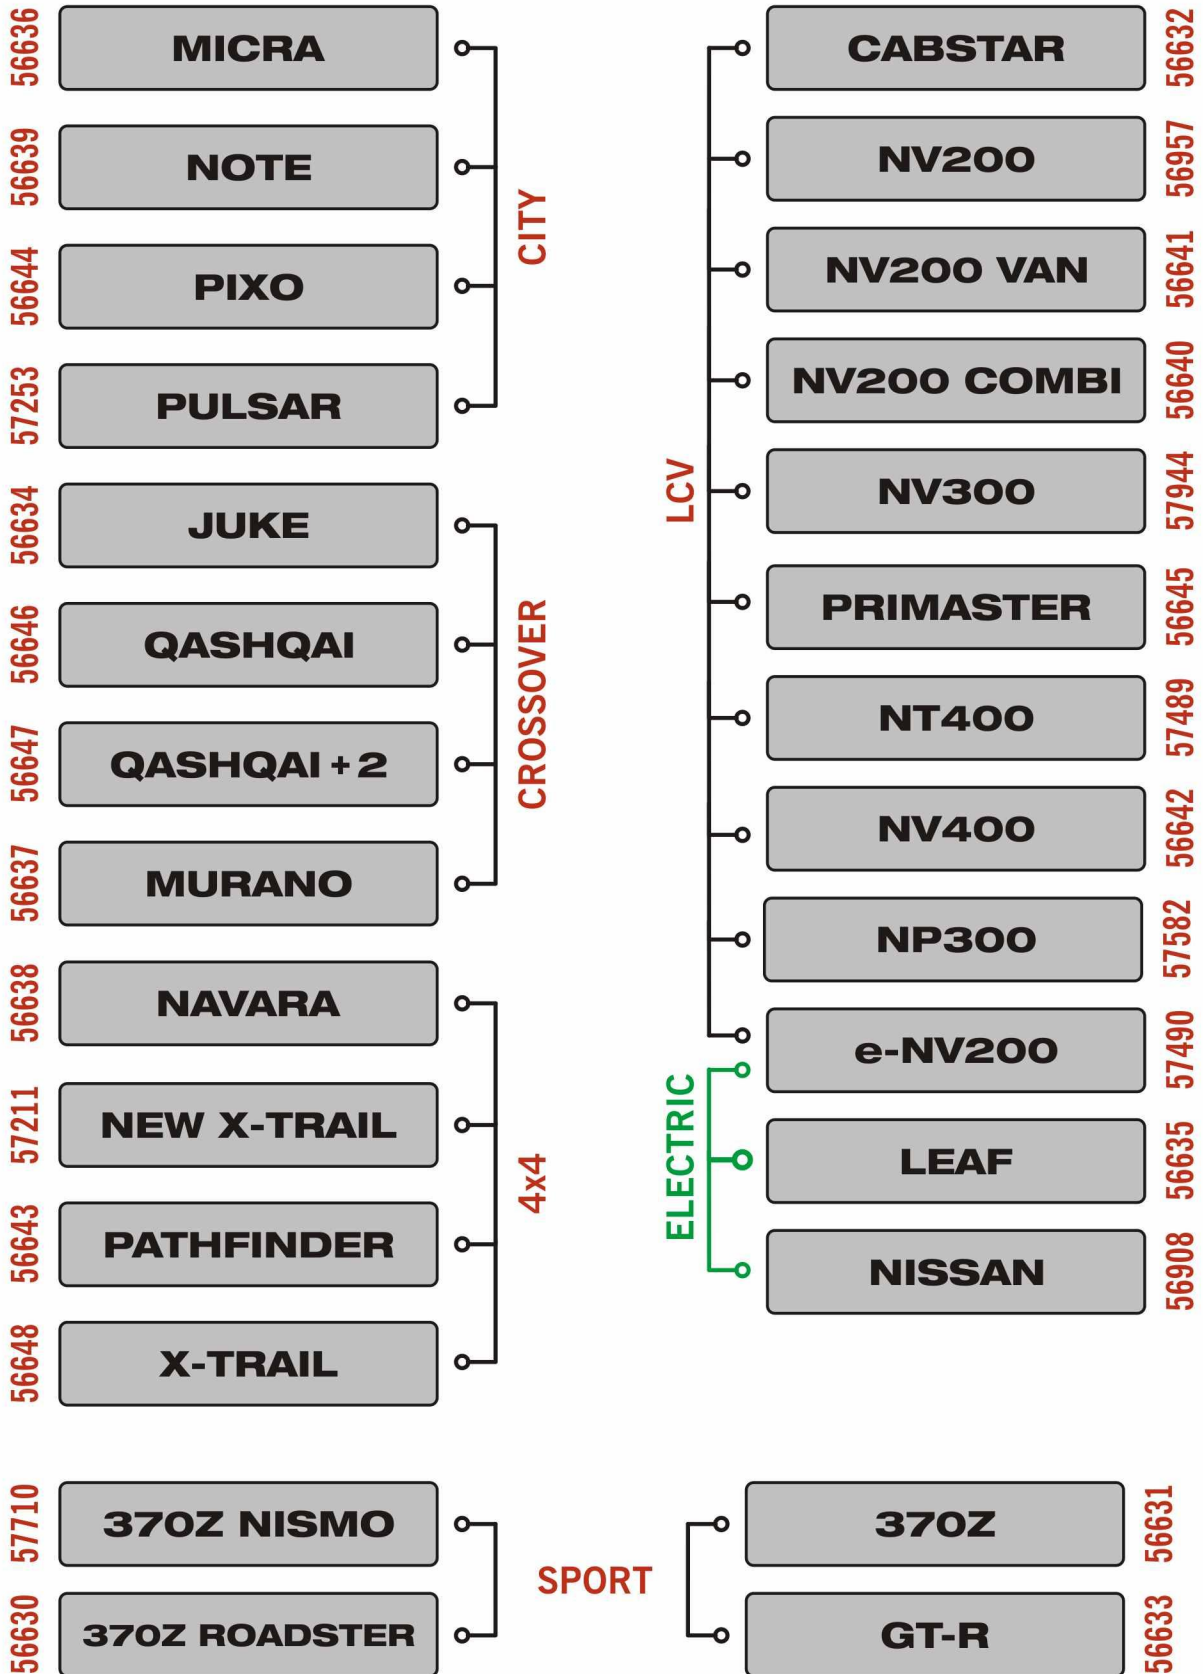 56636
MICRA
56639
NOTE
56644
PIXO
57253
PULSAR
CITY
56634
JUKE
56646
QASHQAI
56647
QASHQAI + 2
56637
MURANO
CROSSOVER
56638
NAVARA
57211
NEW X-TRAIL
56643
PATHFINDER
56648
X-TRAIL
4x4
CABSTAR
56632
NV200
56957
NV200 VAN
56641
NV200 COMBI
56640
NV300
57944
PRIMASTER
56645
NT400
57489
NV400
56642
NP300
57582
e-NV200
57490
LCV
LEAF
56635
NISSAN
56908
ELECTRIC
57710
370Z NISMO
56630
370Z ROADSTER
SPORT
370Z
56631
GT-R
56633